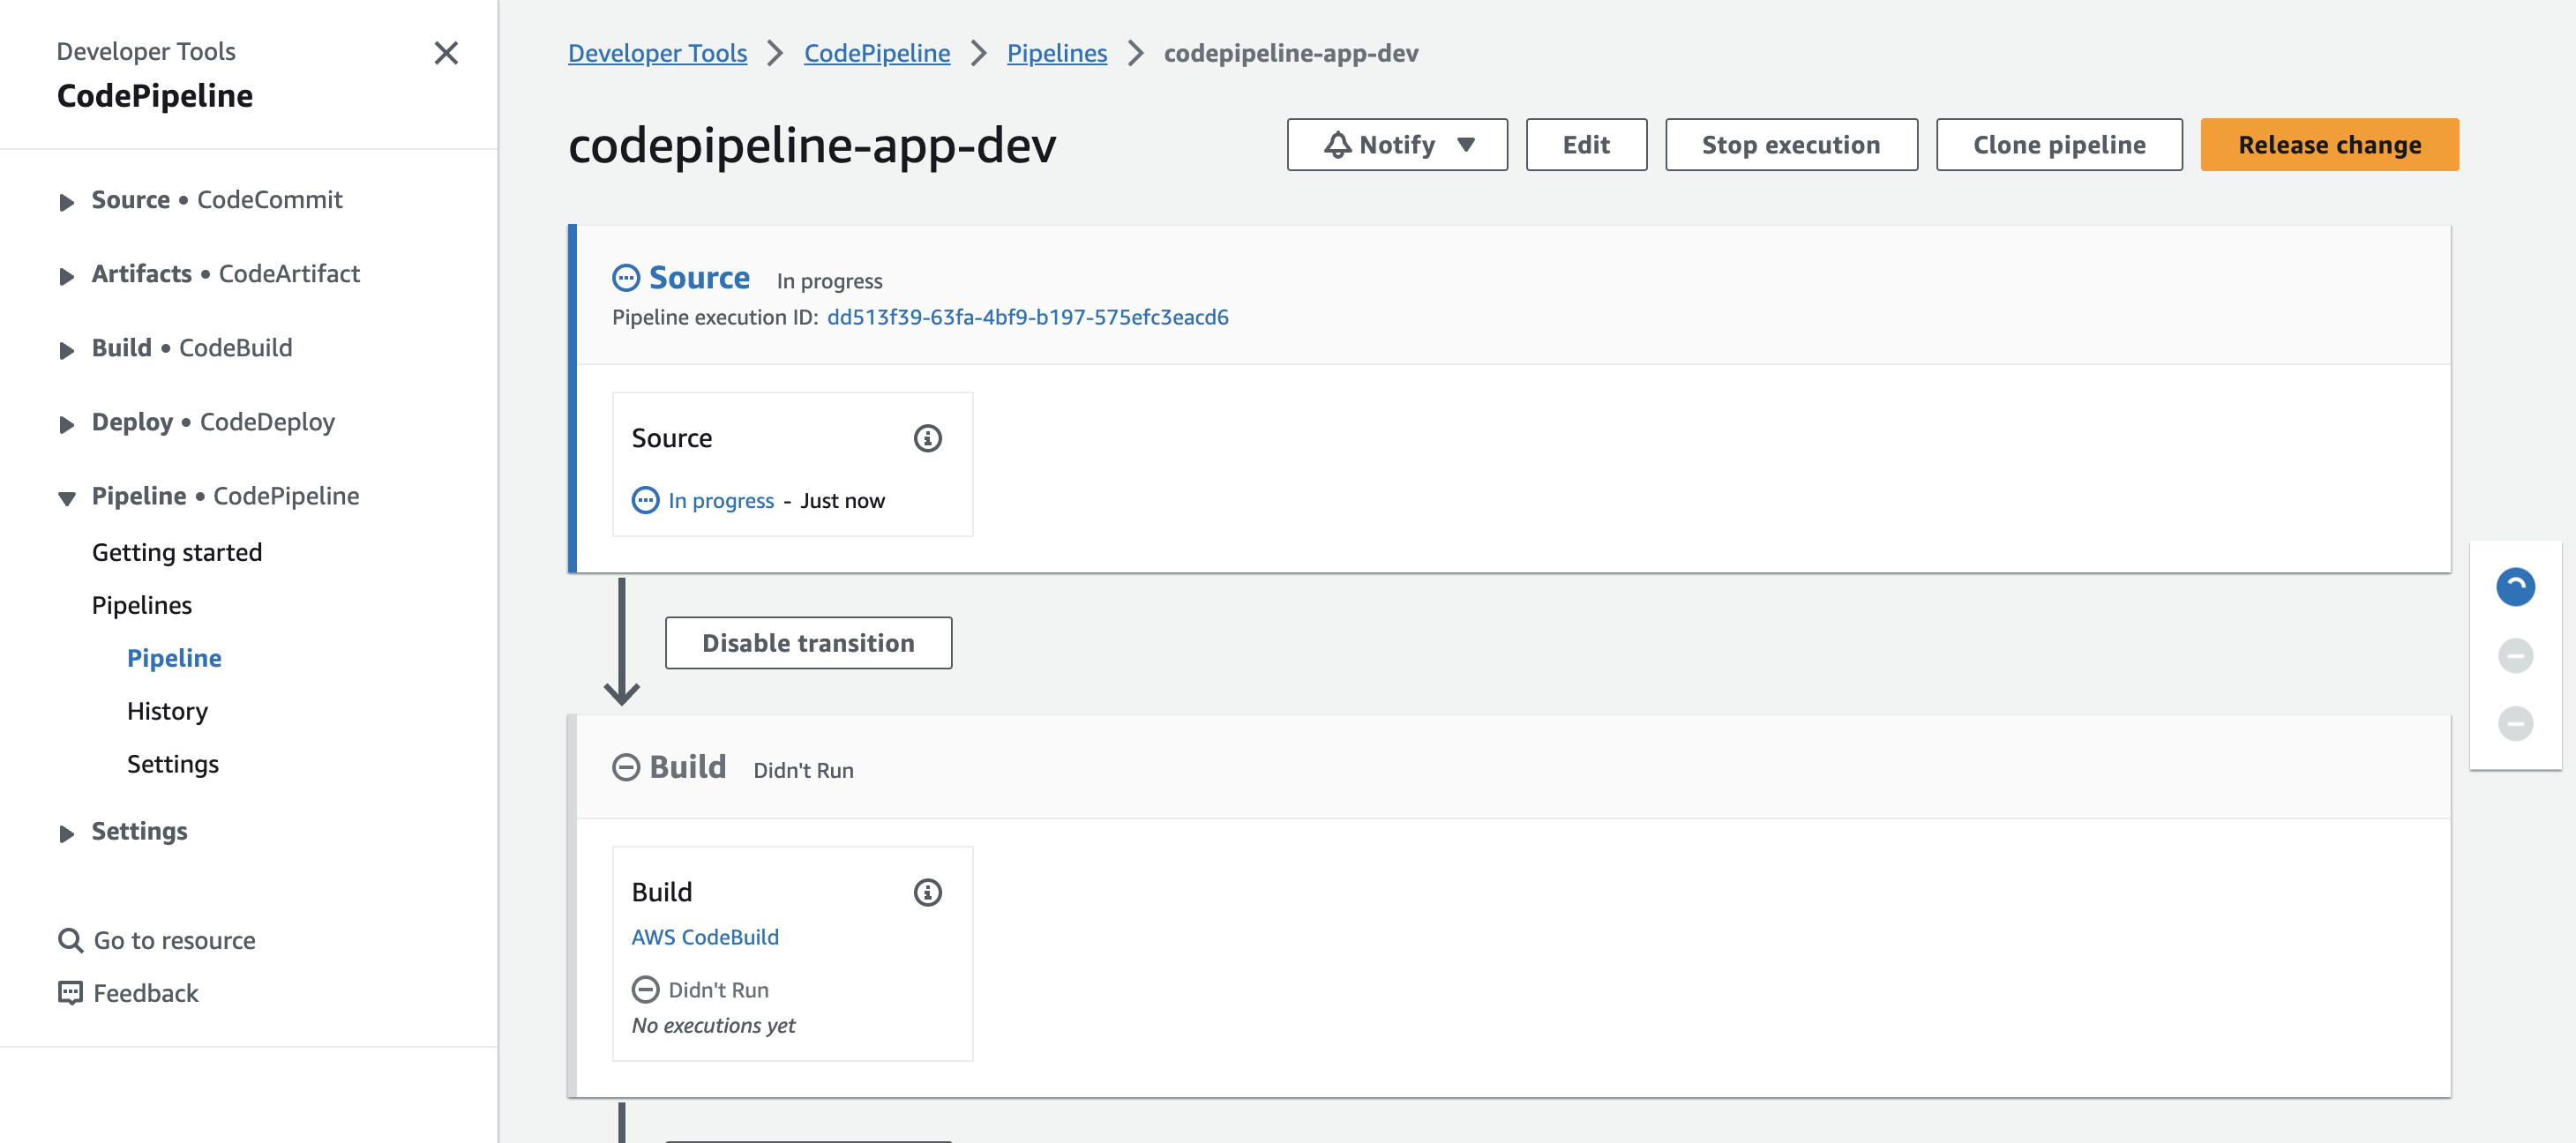 Developer Tools
CodePipeline
Source • CodeCommit
Artifacts • CodeArtifact
Build • CodeBuild
Deploy • CodeDeploy
Pipeline • CodePipeline
Getting started
Pipelines
Pipeline
History
Settings
Settings
Go to resource
Feedback
Developer Tools > CodePipeline > Pipelines > codepipeline-app-dev
codepipeline-app-dev
Notify
Edit
Stop execution
Clone pipeline
Release change
Source In progress
Pipeline execution ID: dd513f39-63fa-4bf9-b197-575efc3eacd6
Source
In progress - Just now
Disable transition
Build Didn't Run
Build
AWS CodeBuild
Didn't Run
No executions yet